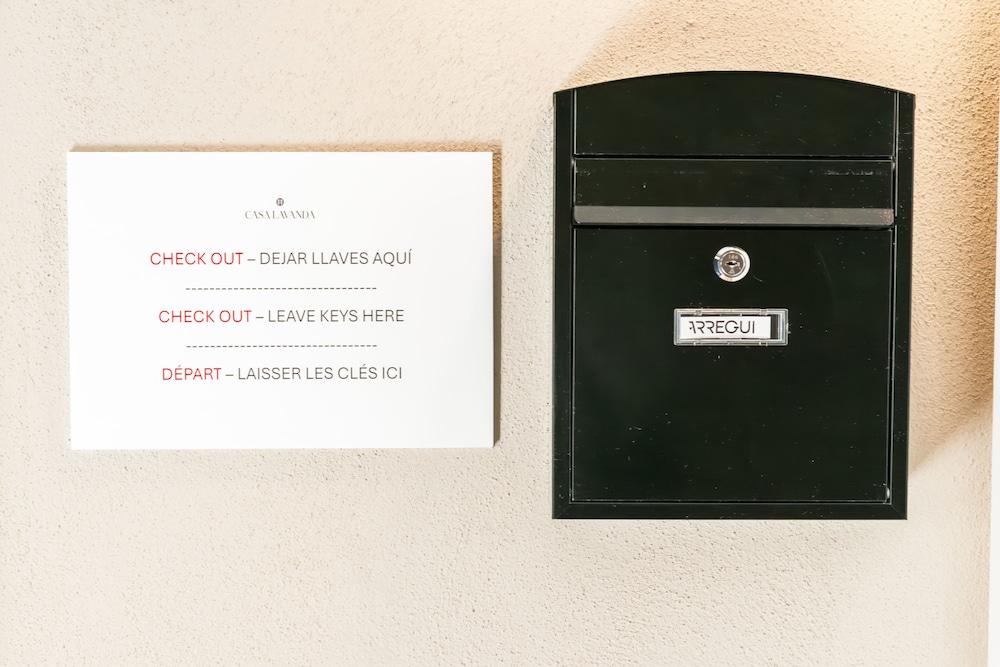 CASA LAVANDA
CHECK OUT – DEJAR LLAVES AQUÍ
--------------------------------
CHECK OUT – LEAVE KEYS HERE
--------------------------------
DÉPART – LAISSER LES CLÉS ICI
ARREGUI